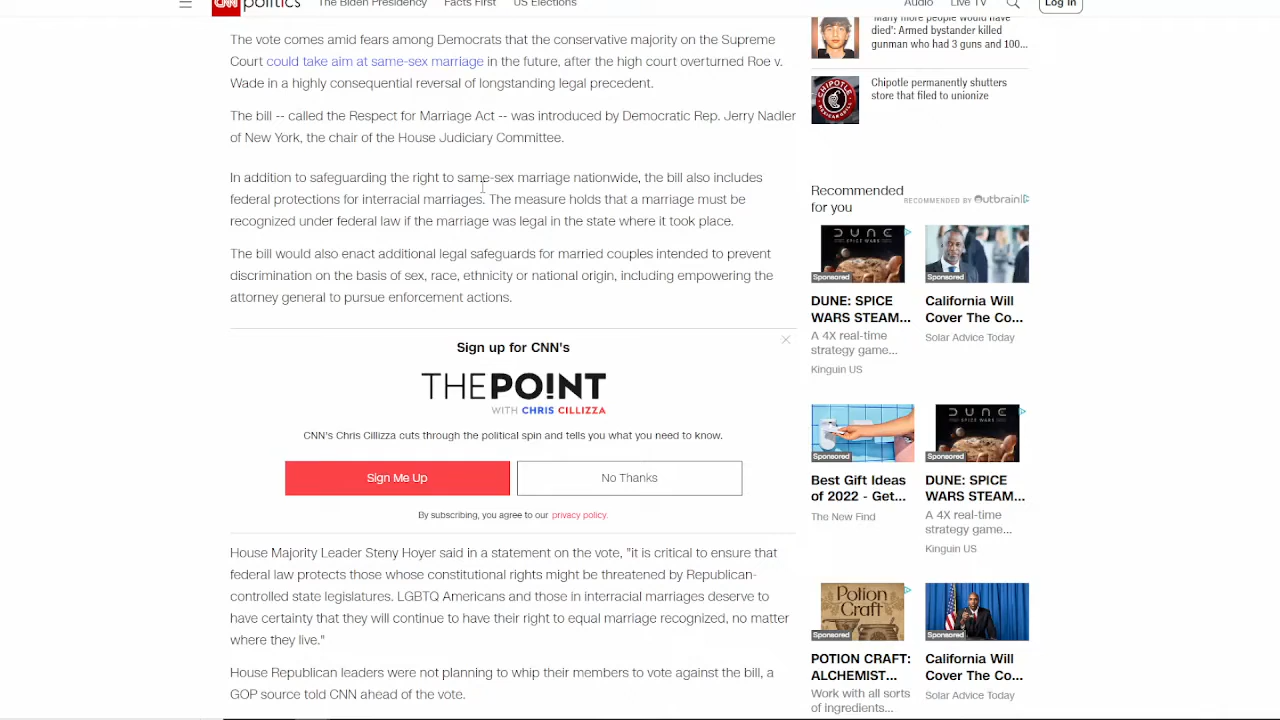 CNN politics The Biden Presidency Facts First US Elections Audio Live TV Log In
The vote comes amid fears among Democrats that the conservative majority on the Supreme
Court could take aim at same-sex marriage in the future, after the high court overturned Roe v.
Wade in a highly consequential reversal of longstanding legal precedent.
The bill -- called the Respect for Marriage Act -- was introduced by Democratic Rep. Jerry Nadler
of New York, the chair of the House Judiciary Committee.
In addition to safeguarding the right to same-sex marriage nationwide, the bill also includes
federal protections for interracial marriages. The measure holds that a marriage must be
recognized under federal law if the marriage was legal in the state where it took place.
The bill would also enact additional legal safeguards for married couples intended to prevent
discrimination on the basis of sex, race, ethnicity or national origin, including empowering the
attorney general to pursue enforcement actions.
Sign up for CNN's
THE POINT
WITH CHRIS CILLIZZA
CNN's Chris Cillizza cuts through the political spin and tells you what you need to know.
Sign Me Up
No Thanks
By subscribing, you agree to our privacy policy.
House Majority Leader Steny Hoyer said in a statement on the vote, "it is critical to ensure that
federal law protects those whose constitutional rights might be threatened by Republican-
controlled state legislatures. LGBTQ Americans and those in interracial marriages deserve to
have certainty that they will continue to have their right to equal marriage recognized, no matter
where they live."
House Republican leaders were not planning to whip their members to vote against the bill, a
GOP source told CNN ahead of the vote.
'Many more people would have
died': Armed bystander killed
gunman who had 3 guns and 100...
CHIPOTLE
Chipotle permanently shutters
store that filed to unionize
Recommended
for you
RECOMMENDED BY Outbrain
DUNE
SPICE WARS
Sponsored
DUNE: SPICE
WARS STEAM...
A 4X real-time
strategy game...
Kinguin US
Sponsored
California Will
Cover The Co...
Solar Advice Today
Sponsored
Best Gift Ideas
of 2022 - Get...
The New Find
DUNE
SPICE WARS
Sponsored
DUNE: SPICE
WARS STEAM...
A 4X real-time
strategy game...
Kinguin US
Potion
Craft
Sponsored
POTION CRAFT:
ALCHEMIST...
Work with all sorts
of ingredients...
Sponsored
California Will
Cover The Co...
Solar Advice Today